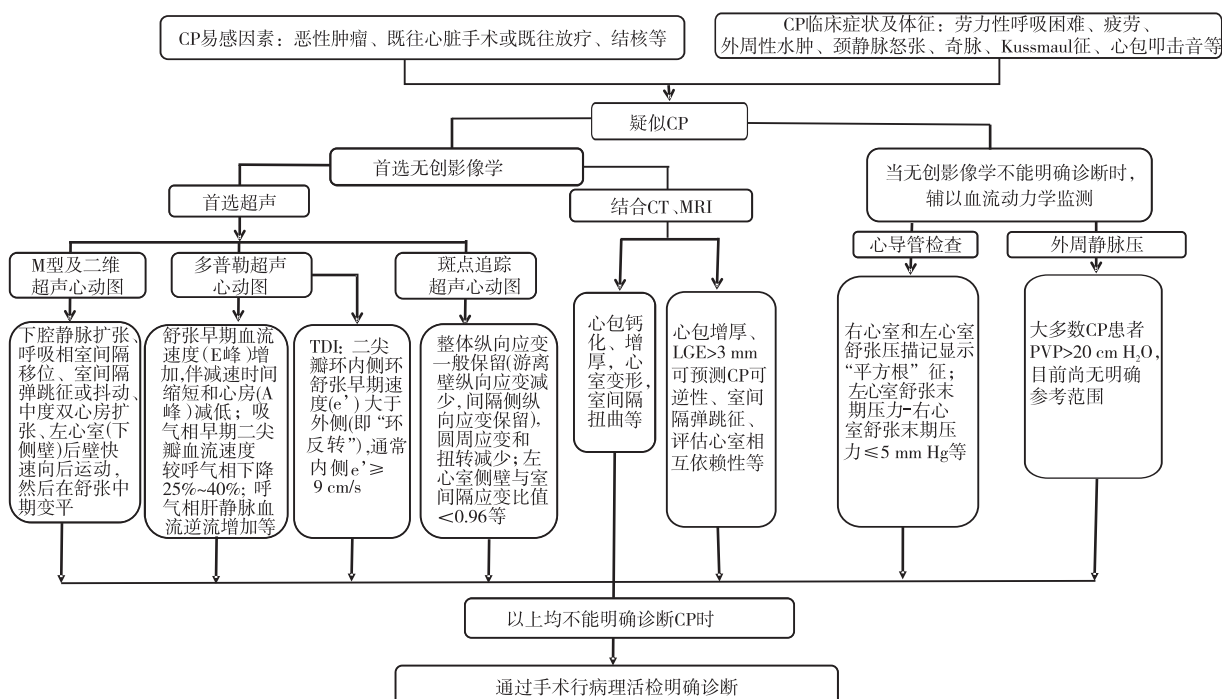 CP易感因素：恶性肿瘤、既往心脏手术或既往放疗、结核等
CP临床症状及体征：劳力性呼吸困难、疲劳、
外周性水肿、颈静脉怒张、奇脉、Kussmaul征、心包叩击音等
疑似CP
首选无创影像学
当无创影像学不能明确诊断时，
辅以血流动力学监测
首选超声
结合CT、MRI
心导管检查
外周静脉压
M型及二维
超声心动图
多普勒超声
心动图
斑点追踪
超声心动图
下腔静脉扩张、
呼吸相室间隔
移位、室间隔
弹跳征或抖动、
中度双心房扩
张、左心室(下
侧壁)后壁快
速向后运动，
然后在舒张中
期变平
舒张早期血流
速度(E峰)增
加,伴减速时间
缩短和心房(A
峰)减低；吸
气相早期二尖
瓣血流速度
较呼气相下降
25%~40%；呼
气相肝静脉血
流逆流增加等
TDI：二尖
瓣环内侧环
舒张早期速
度(e’)大于
外侧(即“环
反转”),通常
内侧e’≥
9 cm/s
整体纵向应变
一般保留(游离
壁纵向应变减
少，间隔侧纵
向应变保留)，
圆周应变和
扭转减少；左
心室侧壁与室
间隔应变比值
<0.96等
心包钙
化、增
厚，心
室变形，
室间隔
扭曲等
心包增厚、
LGE>3 mm
可预测CP可
逆性、室间
隔弹跳征、
评估心室相
互依赖性等
右心室和左心室
舒张压描记显示
“平方根”征；
左心室舒张末
期压力-右心
室舒张末期压
力≤5 mm Hg等
大多数CP患者
PVP>20 cm H₂O，
目前尚无明确
参考范围
以上均不能明确诊断CP时
通过手术行病理活检明确诊断